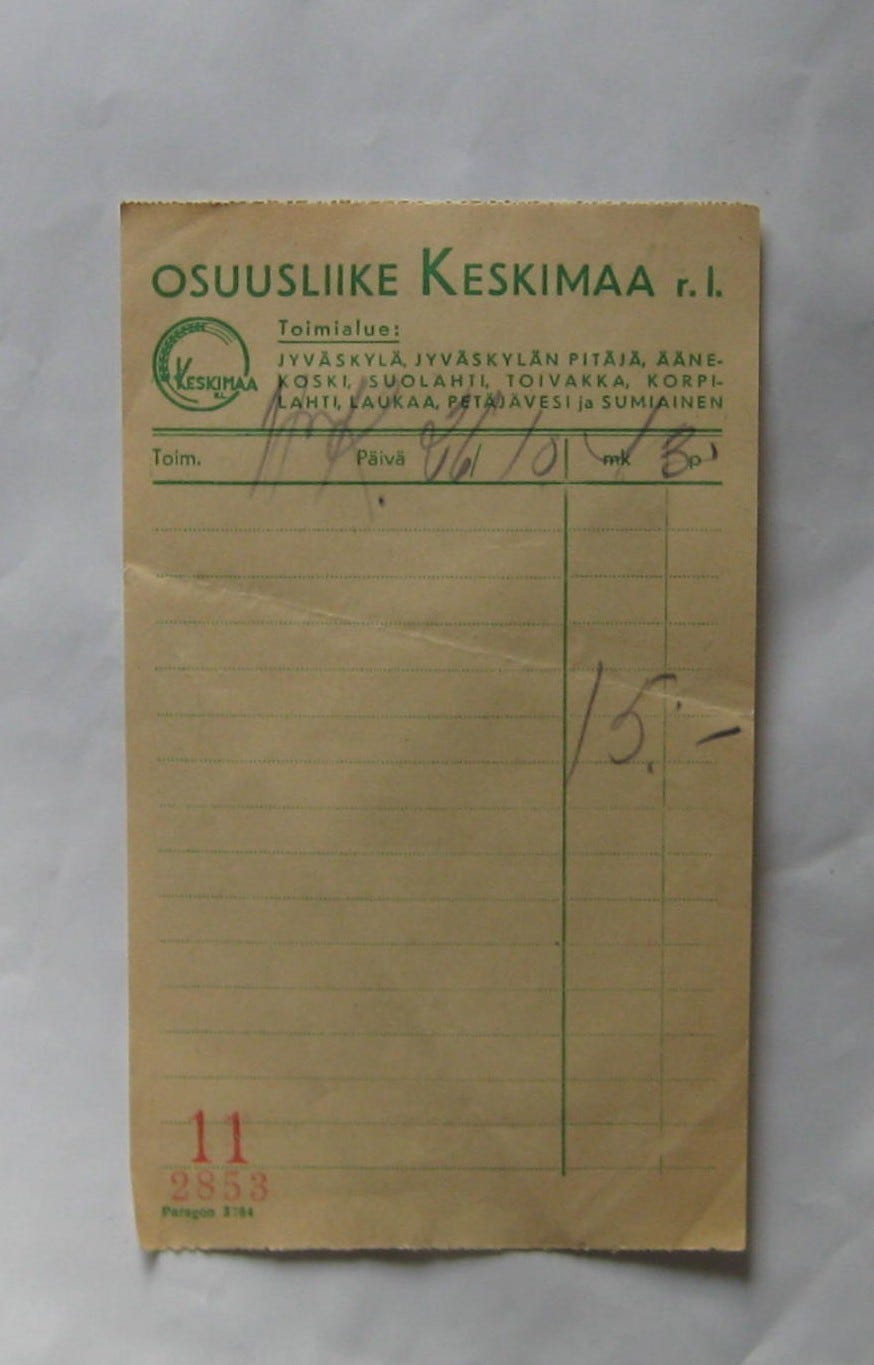 OSUUSLIIKE KESKIMAA r. l.
KESKIMAA
R.L.
Toimialue:
JYVÄSKYLÄ, JYVÄSKYLÄN PITÄJÄ, ÄÄNE-
KOSKI, SUOLAHTI, TOIVAKKA, KORPI-
LAHTI, LAUKAA, PETÄJÄVESI ja SUMIAINEN
Toim. Päivä mk p
15.-
11
2853
Paragon